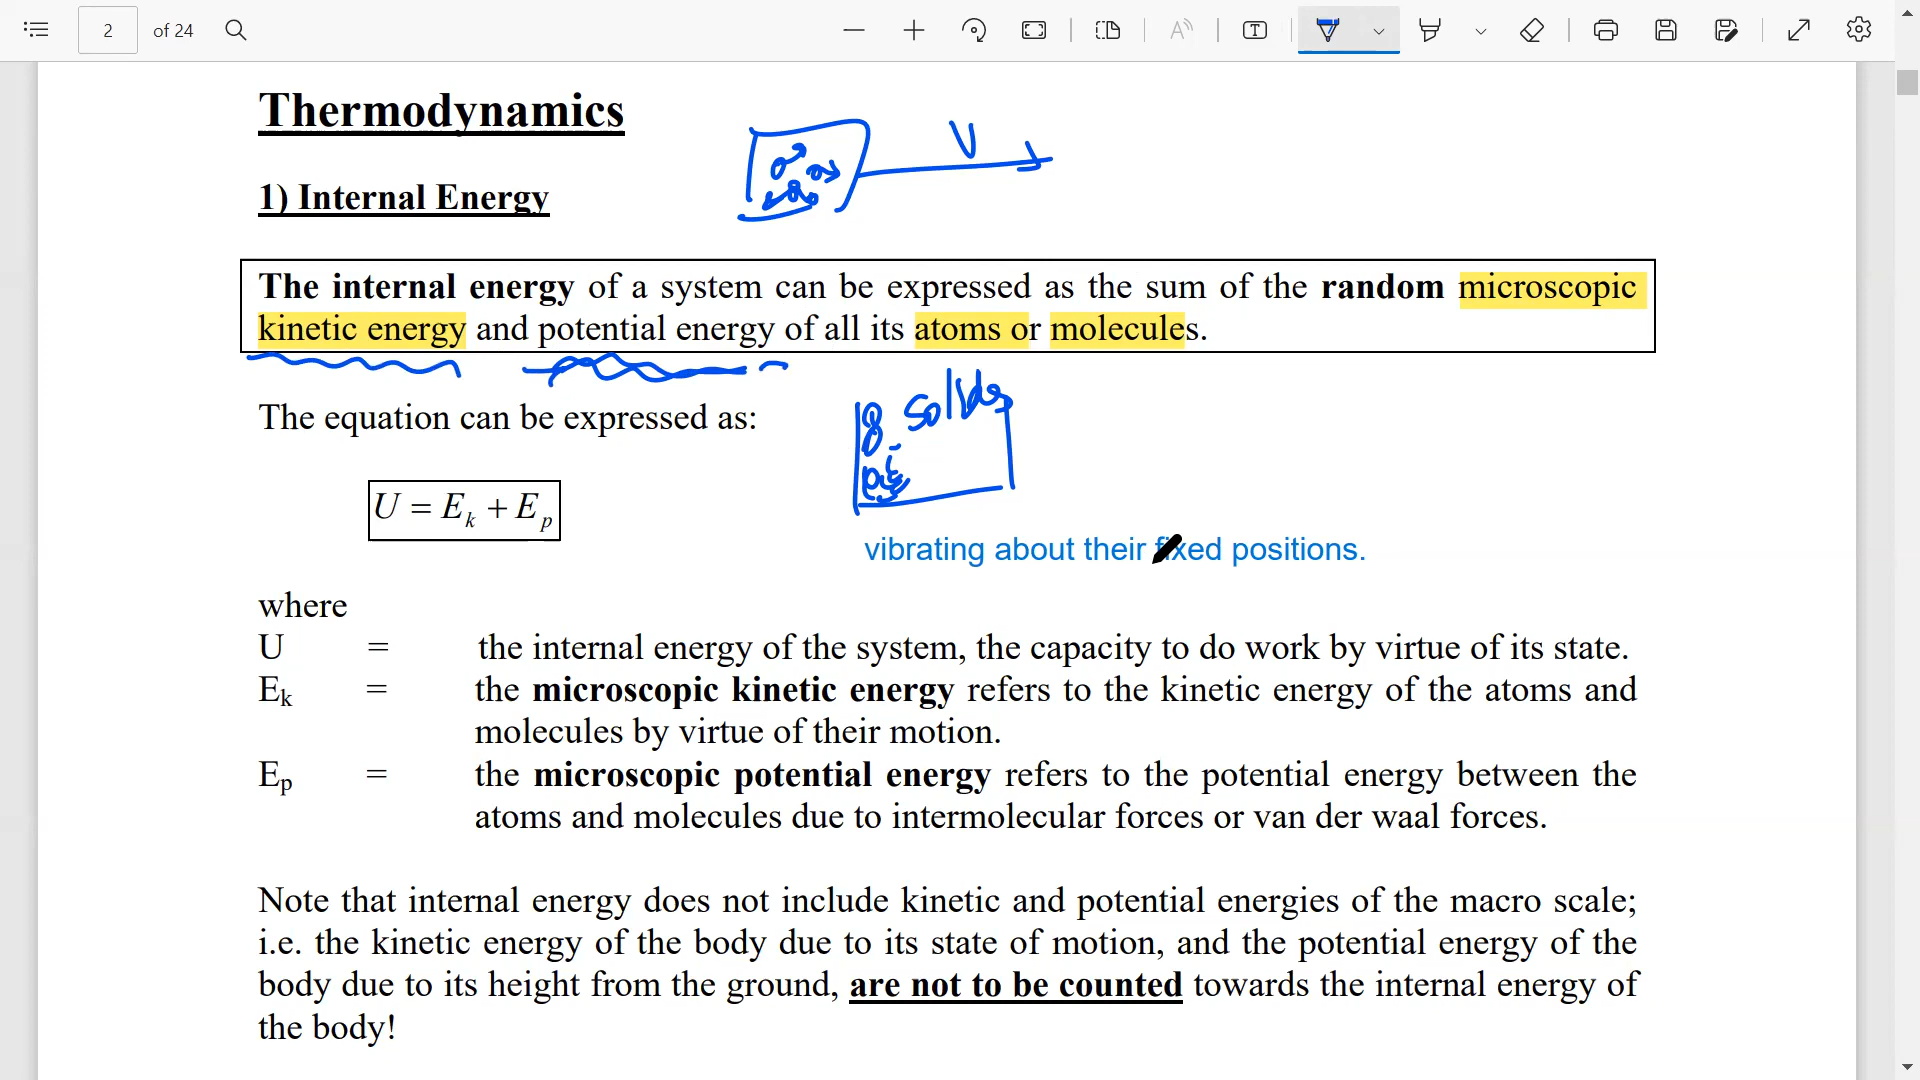 2 of 24
Thermodynamics
V
1) Internal Energy
The internal energy of a system can be expressed as the sum of the random microscopic
kinetic energy and potential energy of all its atoms or molecules.
solids
The equation can be expressed as:
U = Ek + Ep
vibrating about their fixed positions.
where
U = the internal energy of the system, the capacity to do work by virtue of its state.
Ek = the microscopic kinetic energy refers to the kinetic energy of the atoms and
molecules by virtue of their motion.
Ep = the microscopic potential energy refers to the potential energy between the
atoms and molecules due to intermolecular forces or van der waal forces.
Note that internal energy does not include kinetic and potential energies of the macro scale;
i.e. the kinetic energy of the body due to its state of motion, and the potential energy of the
body due to its height from the ground, are not to be counted towards the internal energy of
the body!